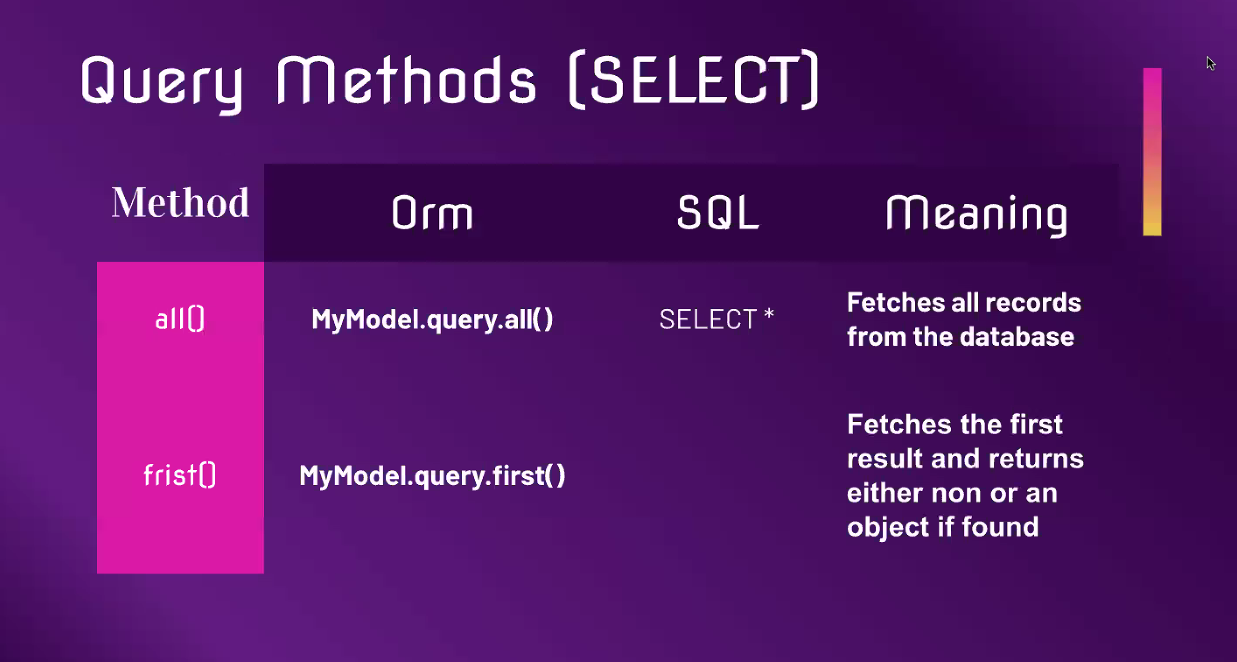 Query Methods (SELECT)
Method Orm SQL Meaning
all() MyModel.query.all() SELECT * Fetches all records
from the database
frist() MyModel.query.first() Fetches the first
result and returns
either non or an
object if found